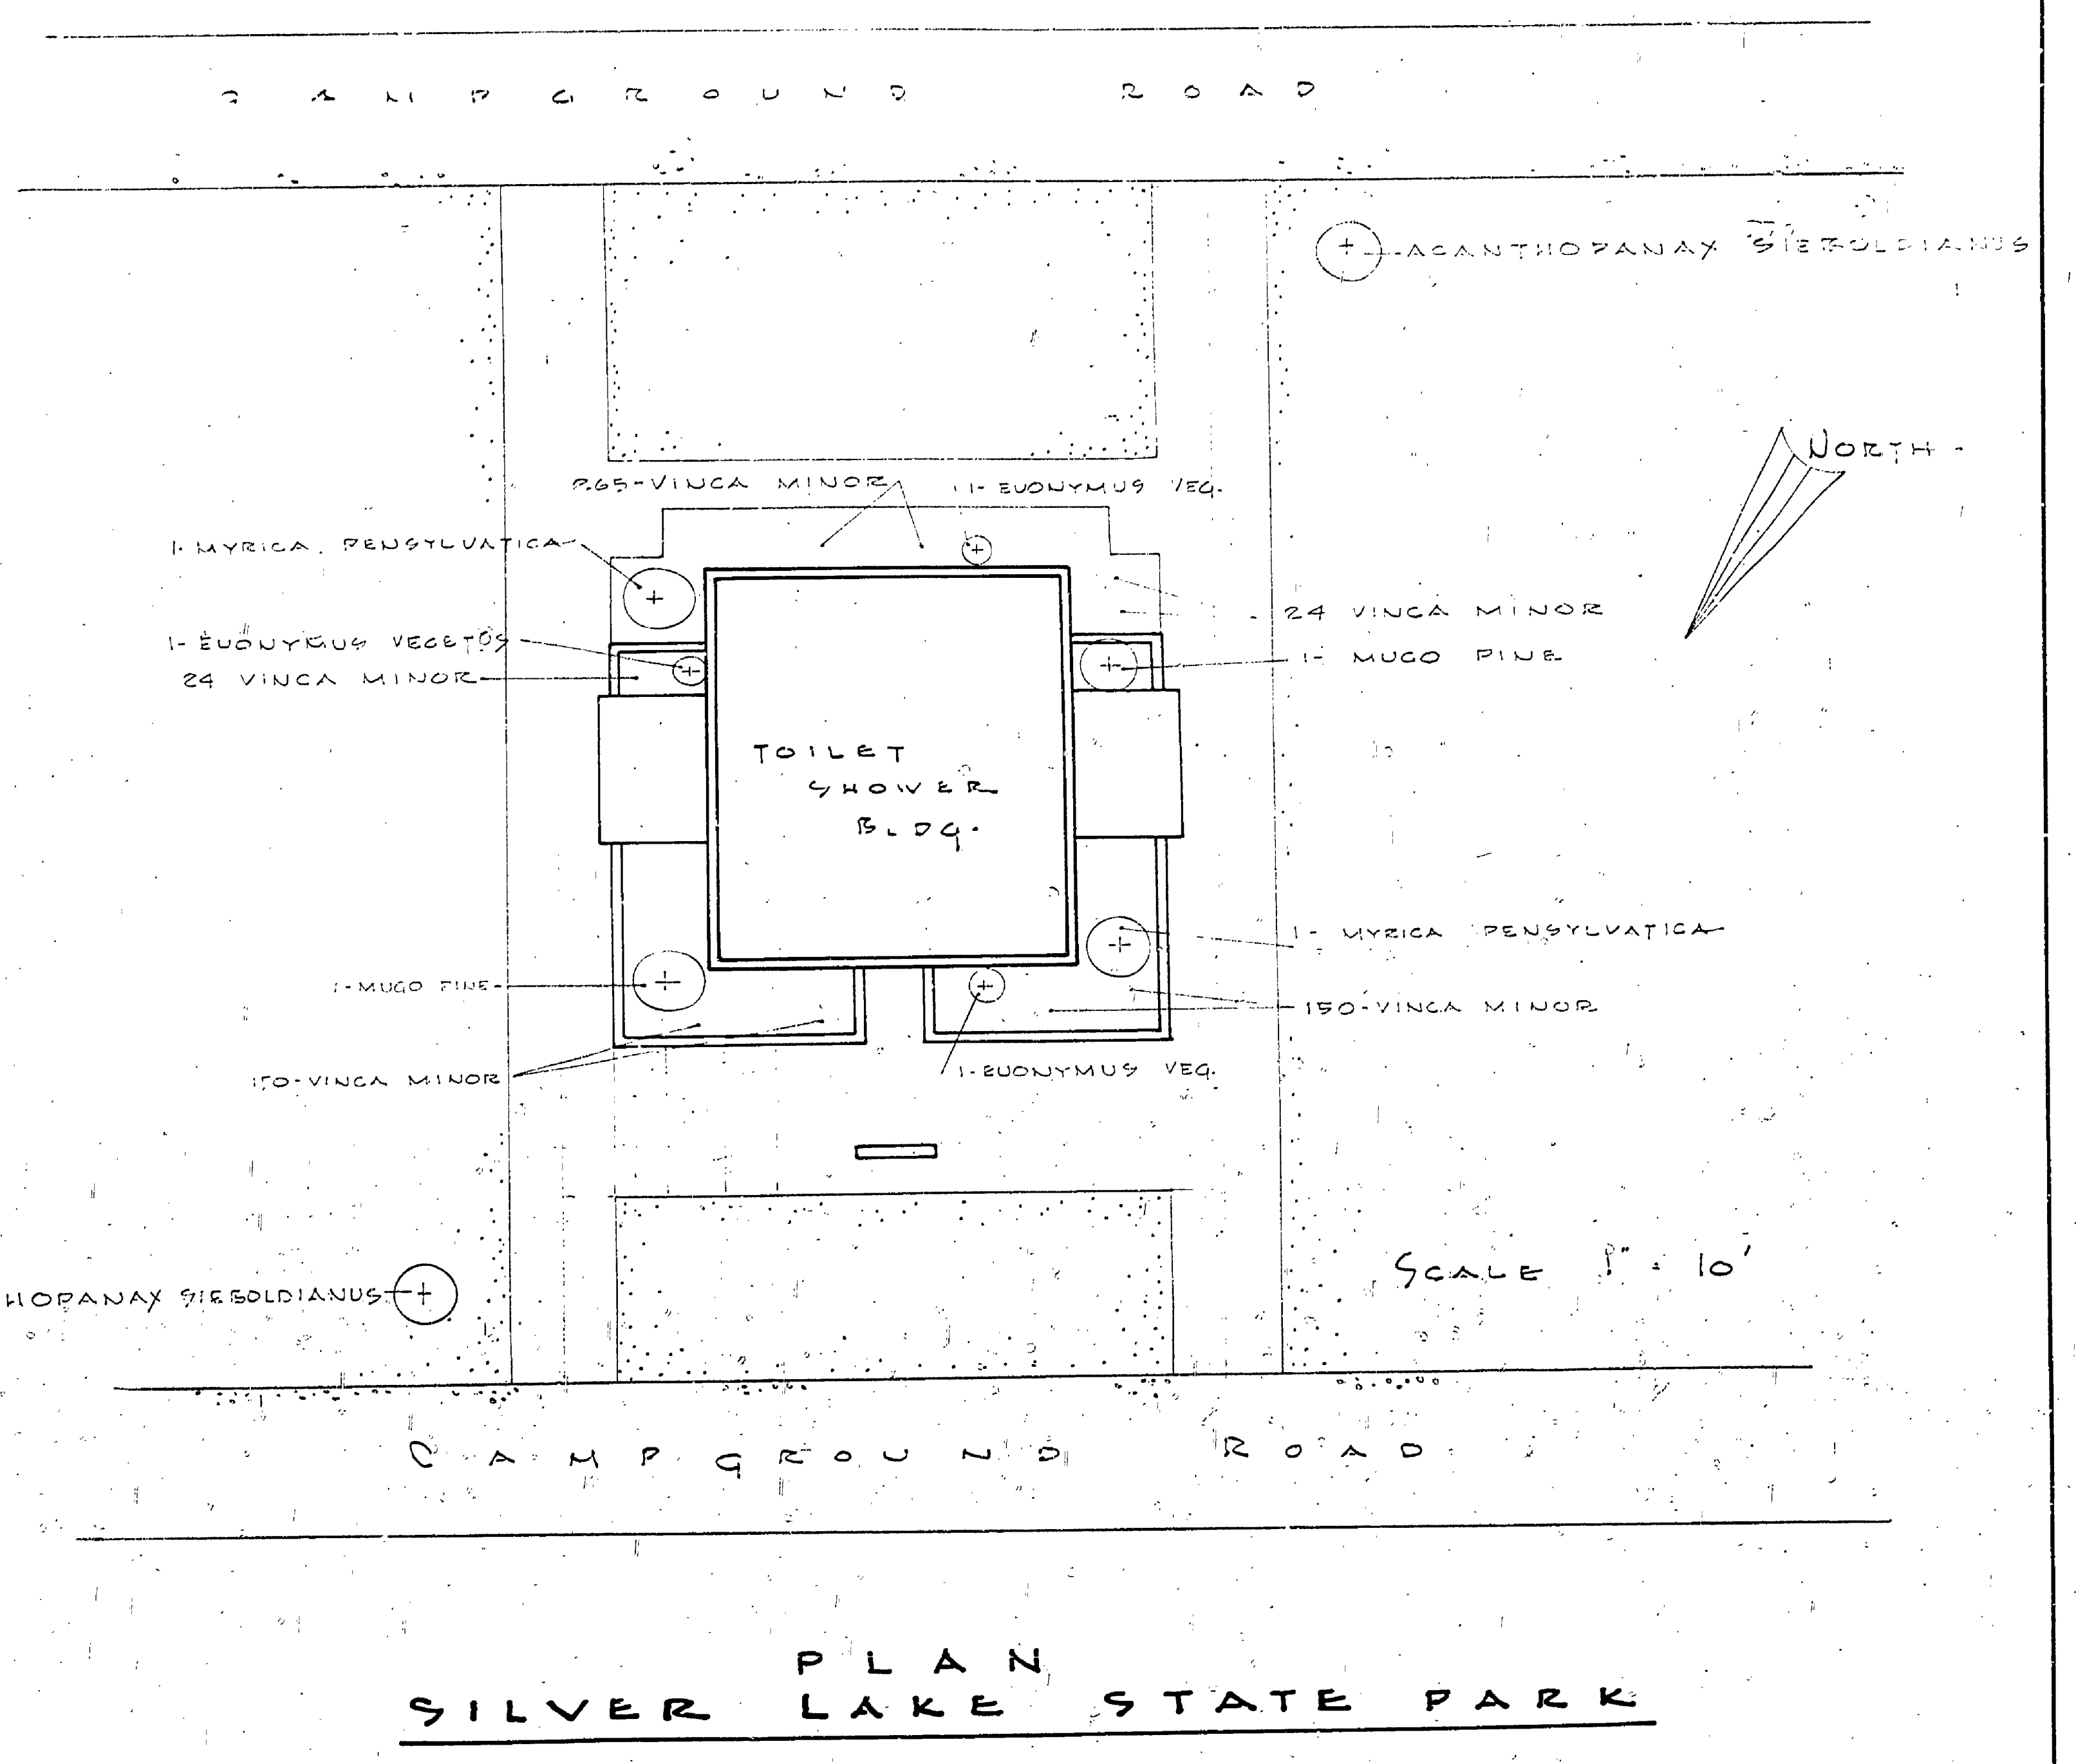 CAMPGROUND ROAD
ACANTHOPANAX SIEBOLDIANUS
NORTH
265-VINCA MINOR
1-EUONYMUS VEG.
1-MYRICA PENSYLVATICA
24 VINCA MINOR
1-EUONYMUS VEGETUS
1- MUGO PINE
24 VINCA MINOR
TOILET
SHOWER
BLDG.
1- MYRICA PENSYLVATICA
1-MUGO PINE
150-VINCA MINOR
1-EUONYMUS VEG.
150-VINCA MINOR
SCALE 1" = 10'
HOPANAX SIEBOLDIANUS
CAMPGROUND ROAD
PLAN
SILVER LAKE STATE PARK